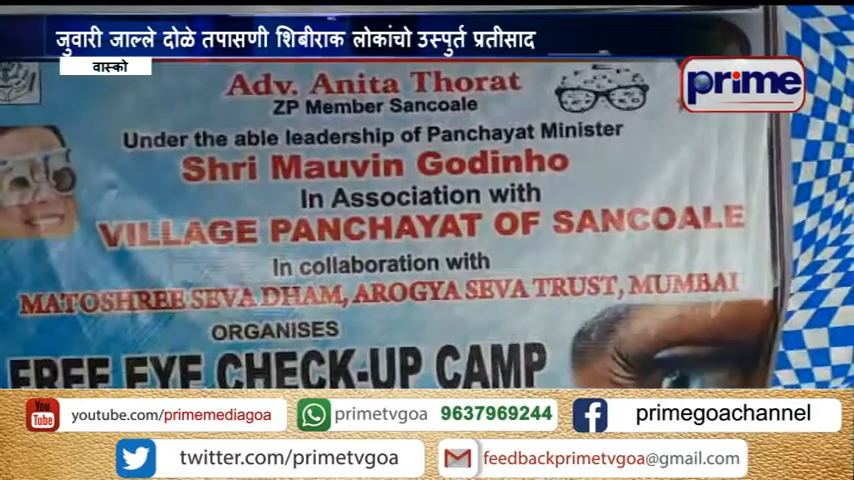 जुवारी जाल्ले दोळे तपासणी शिबीराक लोकांचो उस्पुर्त प्रतीसाद
वास्को
prime
Adv. Anita Thorat
ZP Member Sancoale
Under the able leadership of Panchayat Minister
Shri Mauvin Godinho
In Association with
VILLAGE PANCHAYAT OF SANCOALE
In collaboration with
MATOSHREE SEVA DHAM, AROGYA SEVA TRUST, MUMBAI
ORGANISES
FREE EYE CHECK-UP CAMP
You Tube youtube.com/primemediagoa primetvgoa 9637969244 primegoachannel
twitter.com/primetvgoa feedbackprimetvgoa@gmail.com